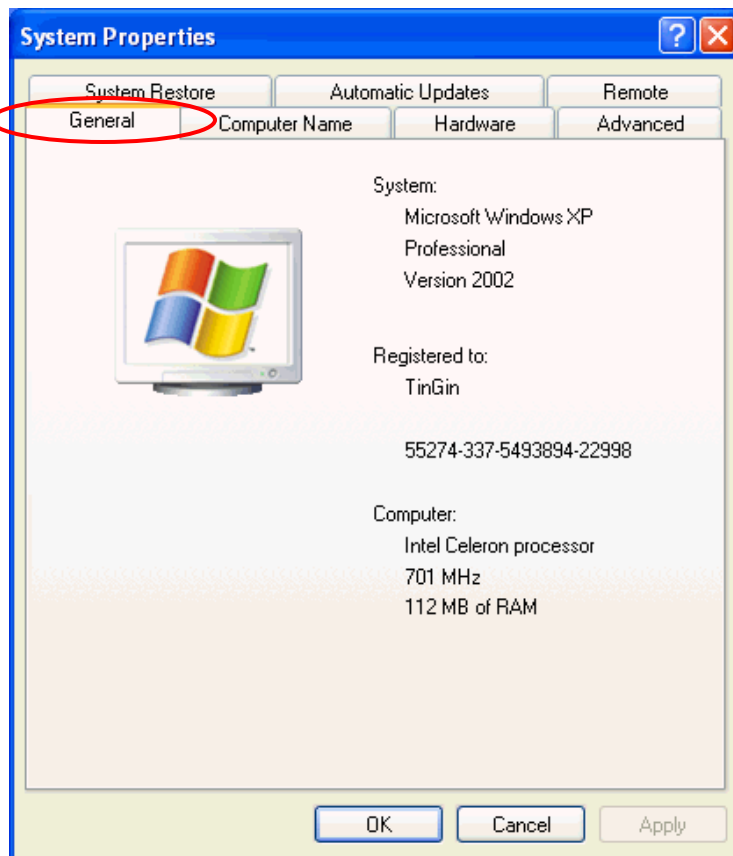 System Properties
System Restore Automatic Updates Remote
General Computer Name Hardware Advanced
System:
Microsoft Windows XP
Professional
Version 2002
Registered to:
TinGin
55274-337-5493894-22998
Computer:
Intel Celeron processor
701 MHz
112 MB of RAM
OK Cancel Apply